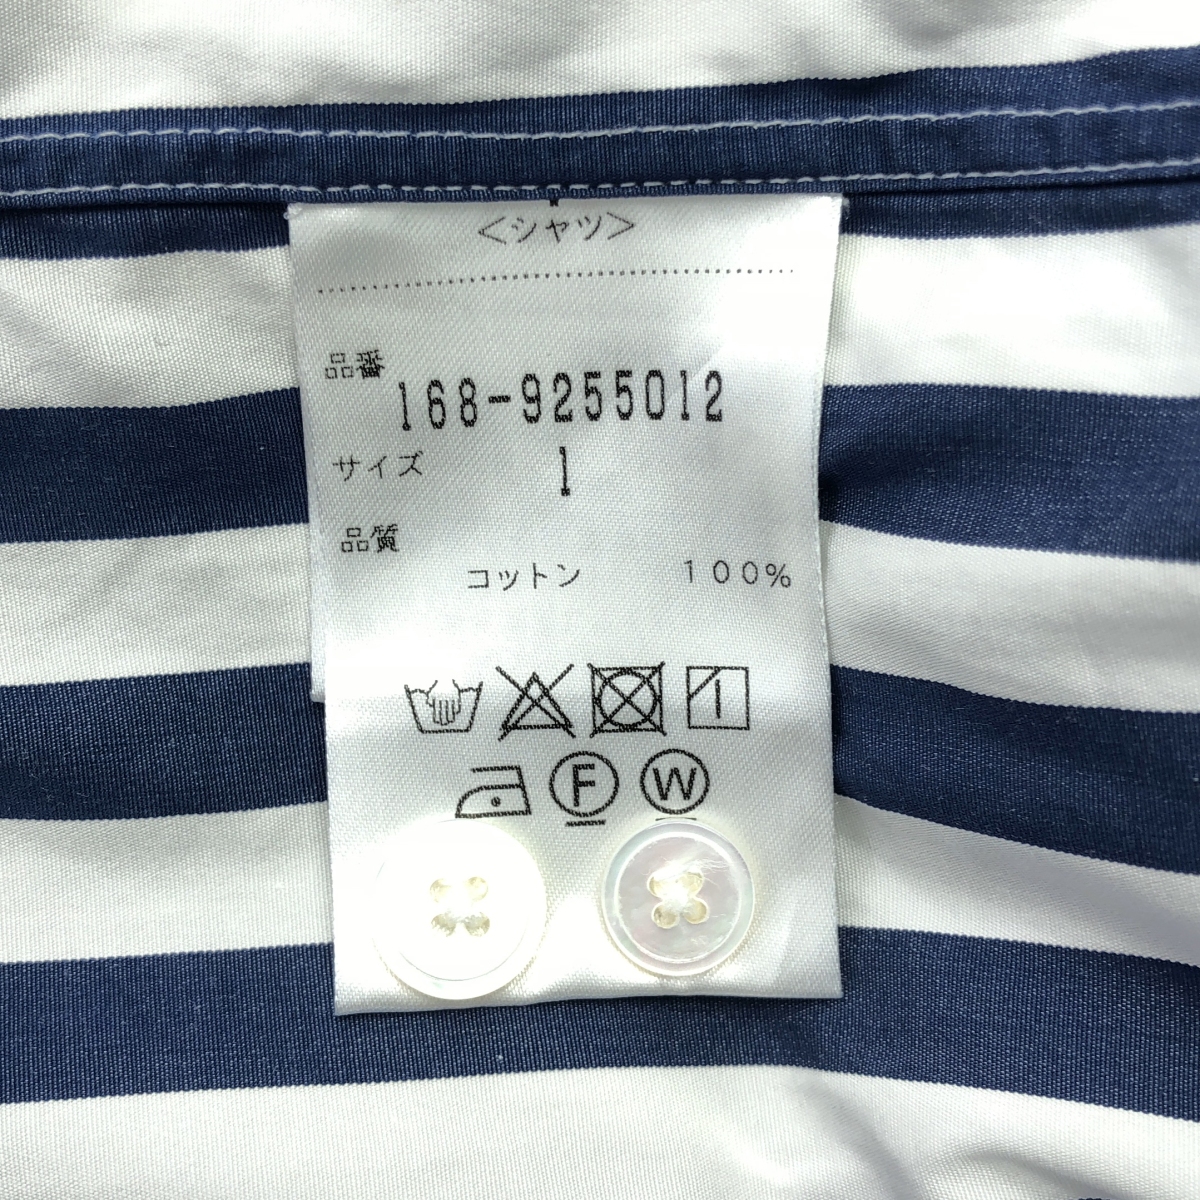 ＜シャツ＞
品番
168-9255012
サイズ 1
品質
コットン 100%
F W